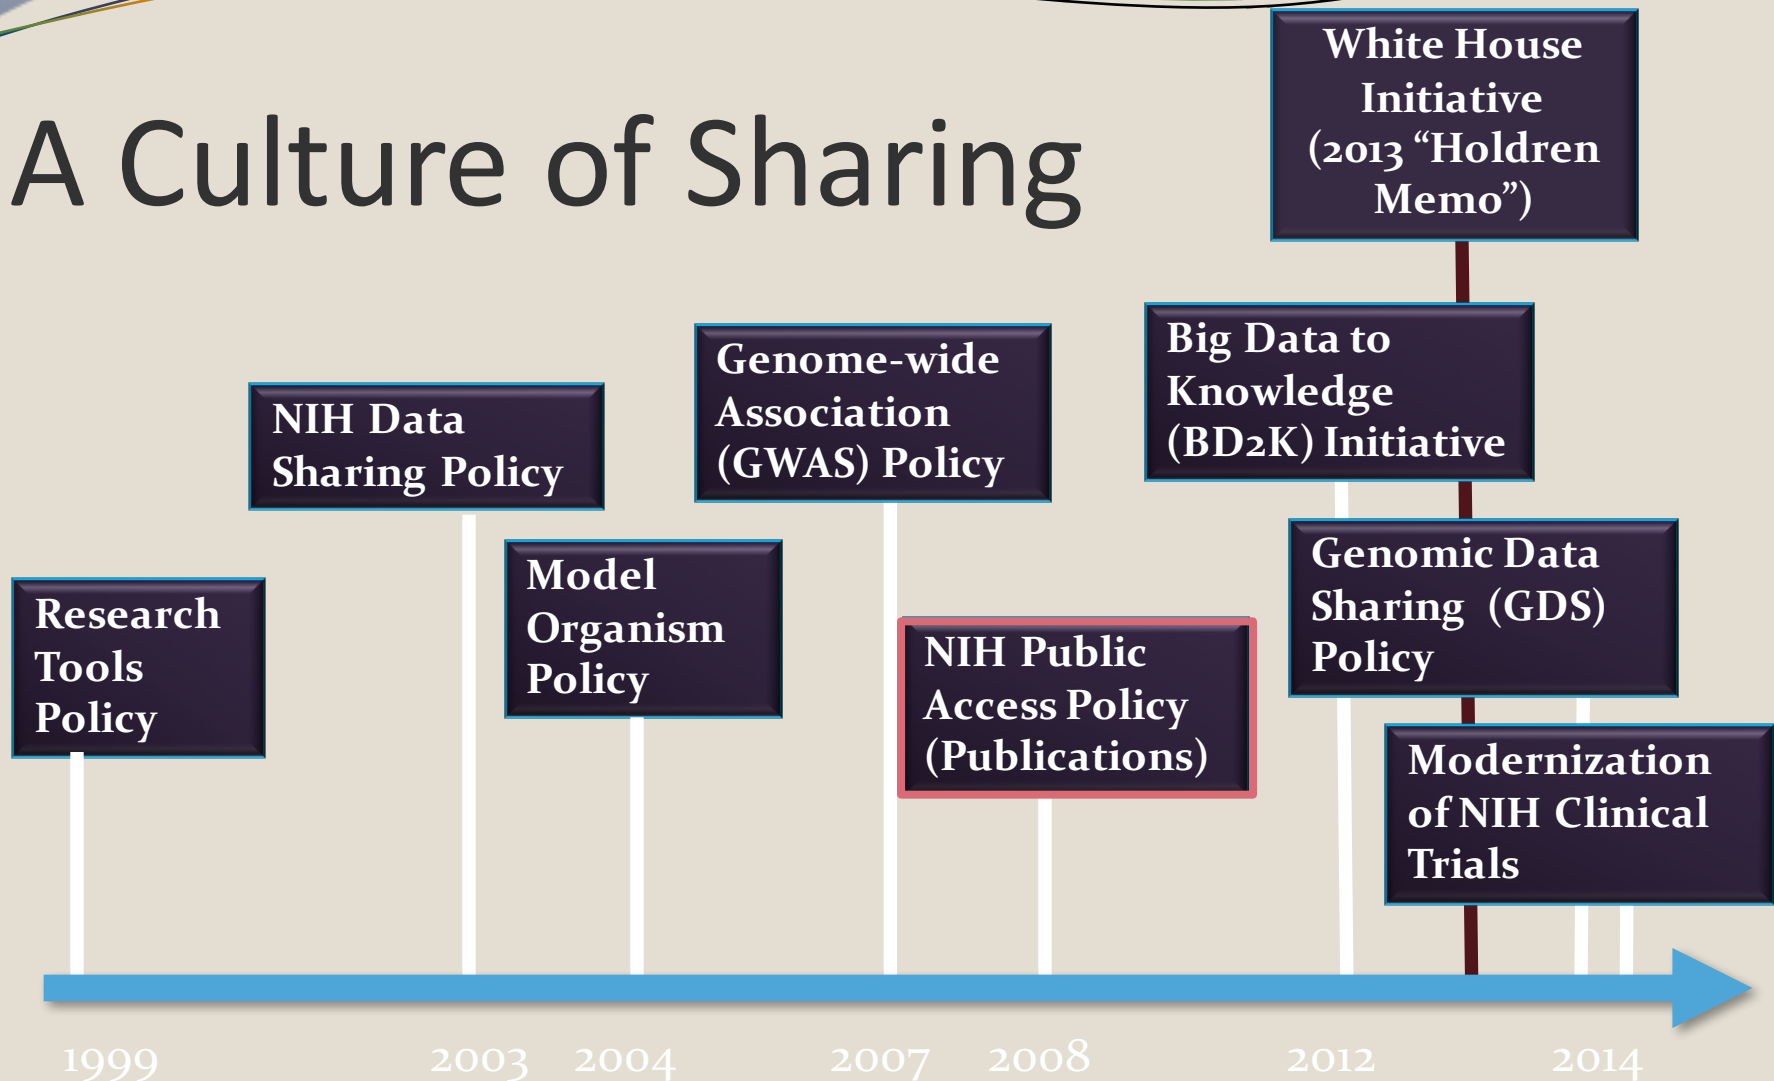 A Culture of Sharing
White House
Initiative
(2013 “Holdren
Memo”)
Research
Tools
Policy
NIH Data
Sharing Policy
Model
Organism
Policy
Genome-wide
Association
(GWAS) Policy
NIH Public
Access Policy
(Publications)
Big Data to
Knowledge
(BD2K) Initiative
Genomic Data
Sharing (GDS)
Policy
Modernization
of NIH Clinical
Trials
1999
2003
2004
2007
2008
2012
2014